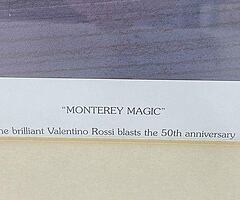 "MONTEREY MAGIC"
he brilliant Valentino Rossi blasts the 50th anniversary